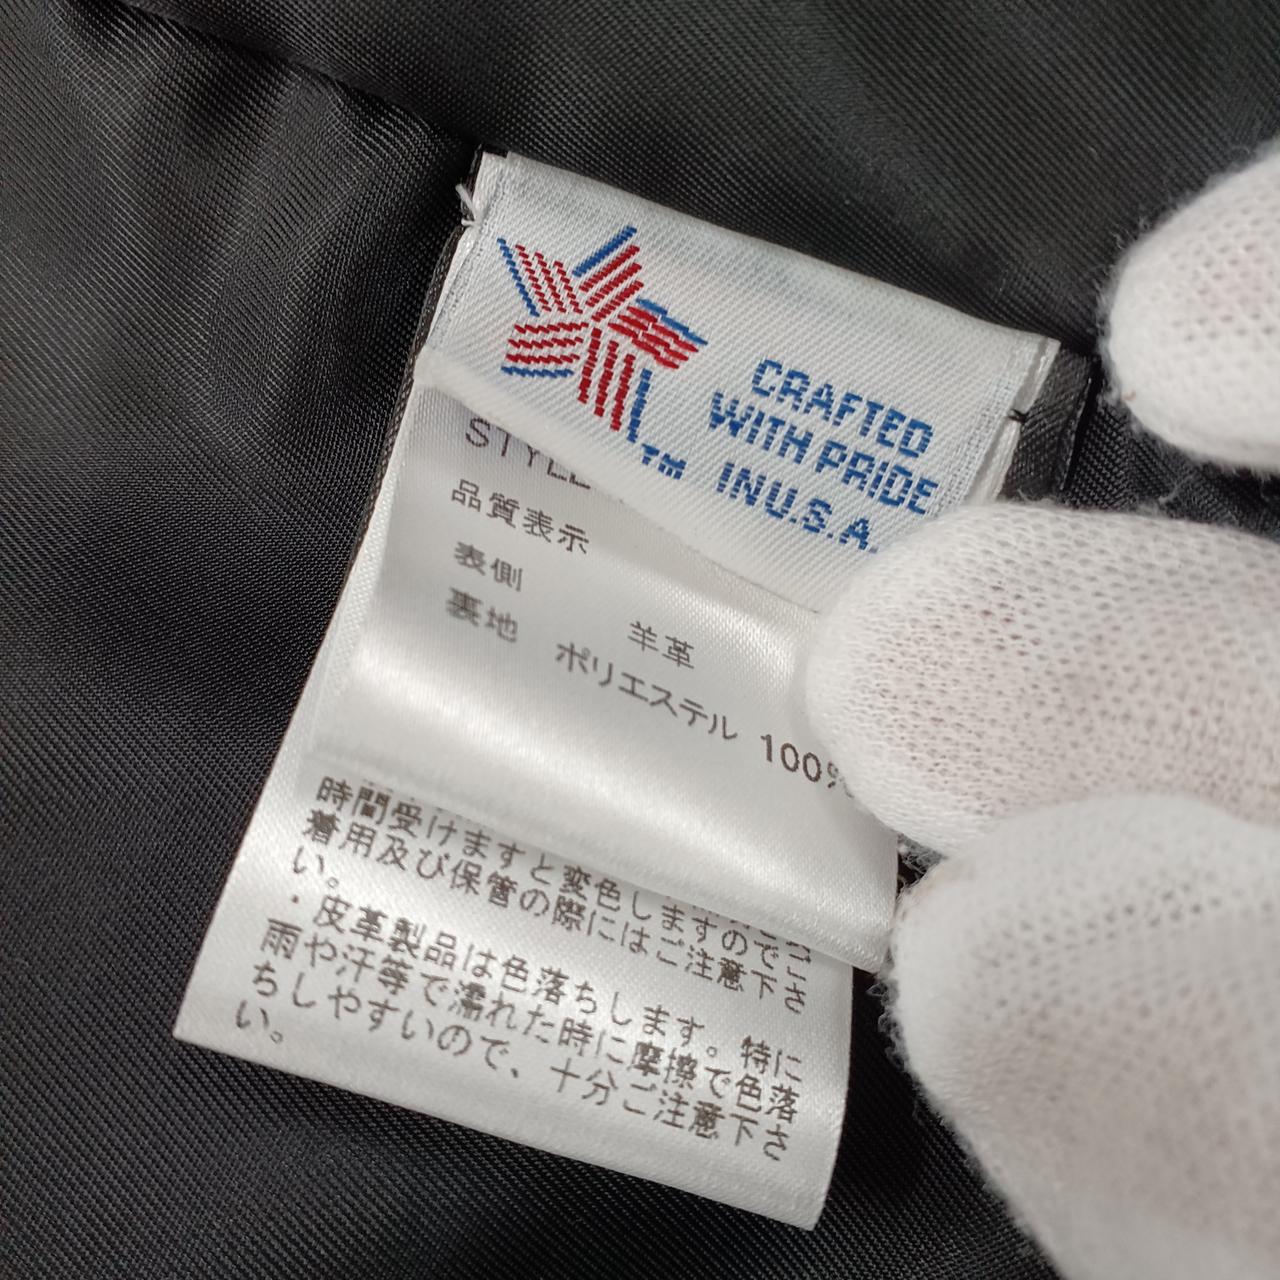 CRAFTED
WITH PRIDE
IN U.S.A.
TM
STYLE
品質表示
表側 羊革
裏地 ポリエステル 100%
時間受けますと変色しますのでご
着用及び保管の際にはご注意下さ
い。
・皮革製品は色落ちします。特に
雨や汗等で濡れた時に摩擦で色落
ちしやすいので、十分ご注意下さ
い。